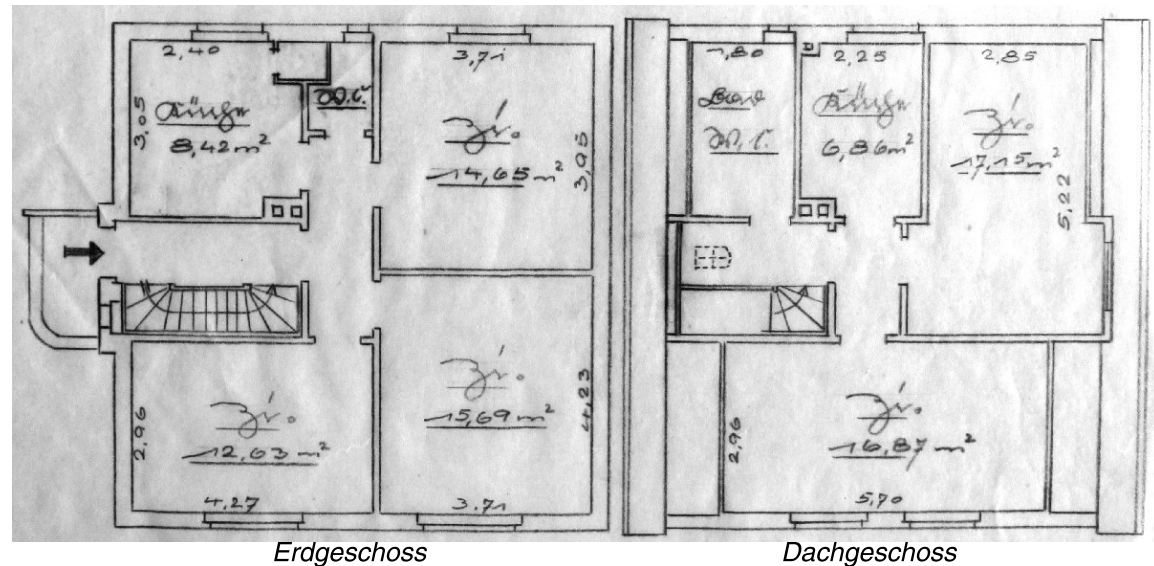 2,40
Küche
8,42 m²
3,05
W.C.
3,71
Zi.
14,65 m²
3,95
Zi.
12,63 m²
2,96
4,27
Zi.
15,69 m²
4,23
3.71
Erdgeschoss
1,80
Bad
W.C.
2,25
Küche
6,86 m²
2,85
Zi.
17,15 m²
5,22
Zi.
16,87 m²
2,96
5,70
Dachgeschoss